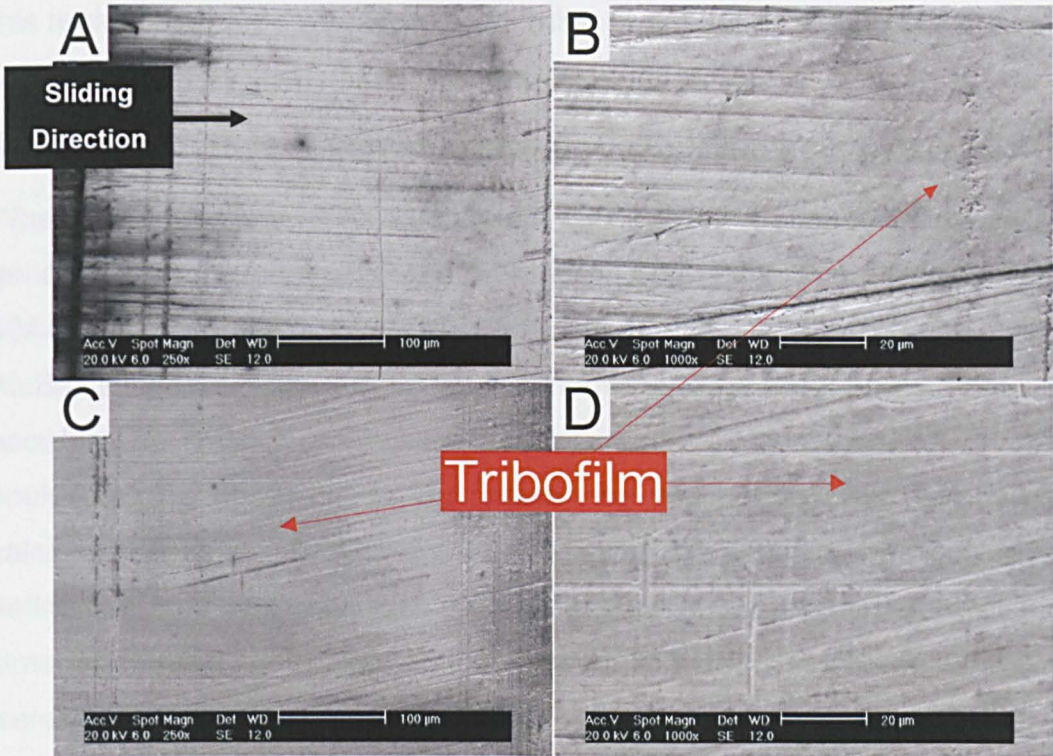 A
Sliding
Direction
Acc V Spot Magn Det WD 100 µm
20.0 kV 6.0 250x SE 12.0
B
Acc V Spot Magn Det WD 20 µm
20.0 kV 6.0 1000x SE 12.0
C
Tribofilm
Acc V Spot Magn Det WD 100 µm
20.0 kV 6.0 250x SE 12.0
D
Acc V Spot Magn Det WD 20 µm
20.0 kV 6.0 1000x SE 12.0